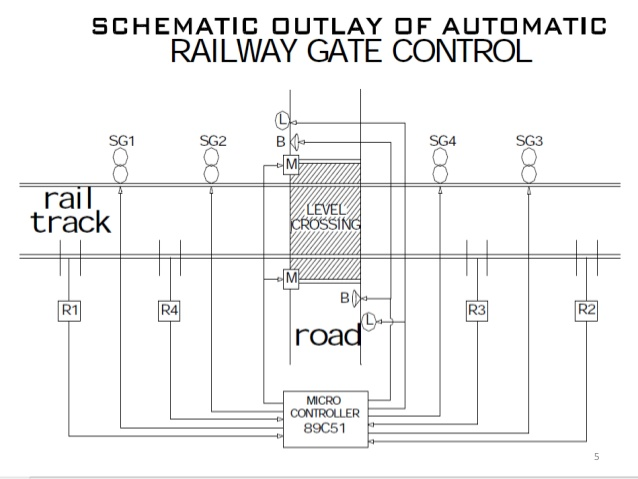 SCHEMATIC OUTLAY OF AUTOMATIC
RAILWAY GATE CONTROL
L
SG1 SG2 B SG4 SG3
M
rail
track
LEVEL
CROSSING
M
B
R1 R4 R3 R2
L
road
MICRO
CONTROLLER
89C51
5